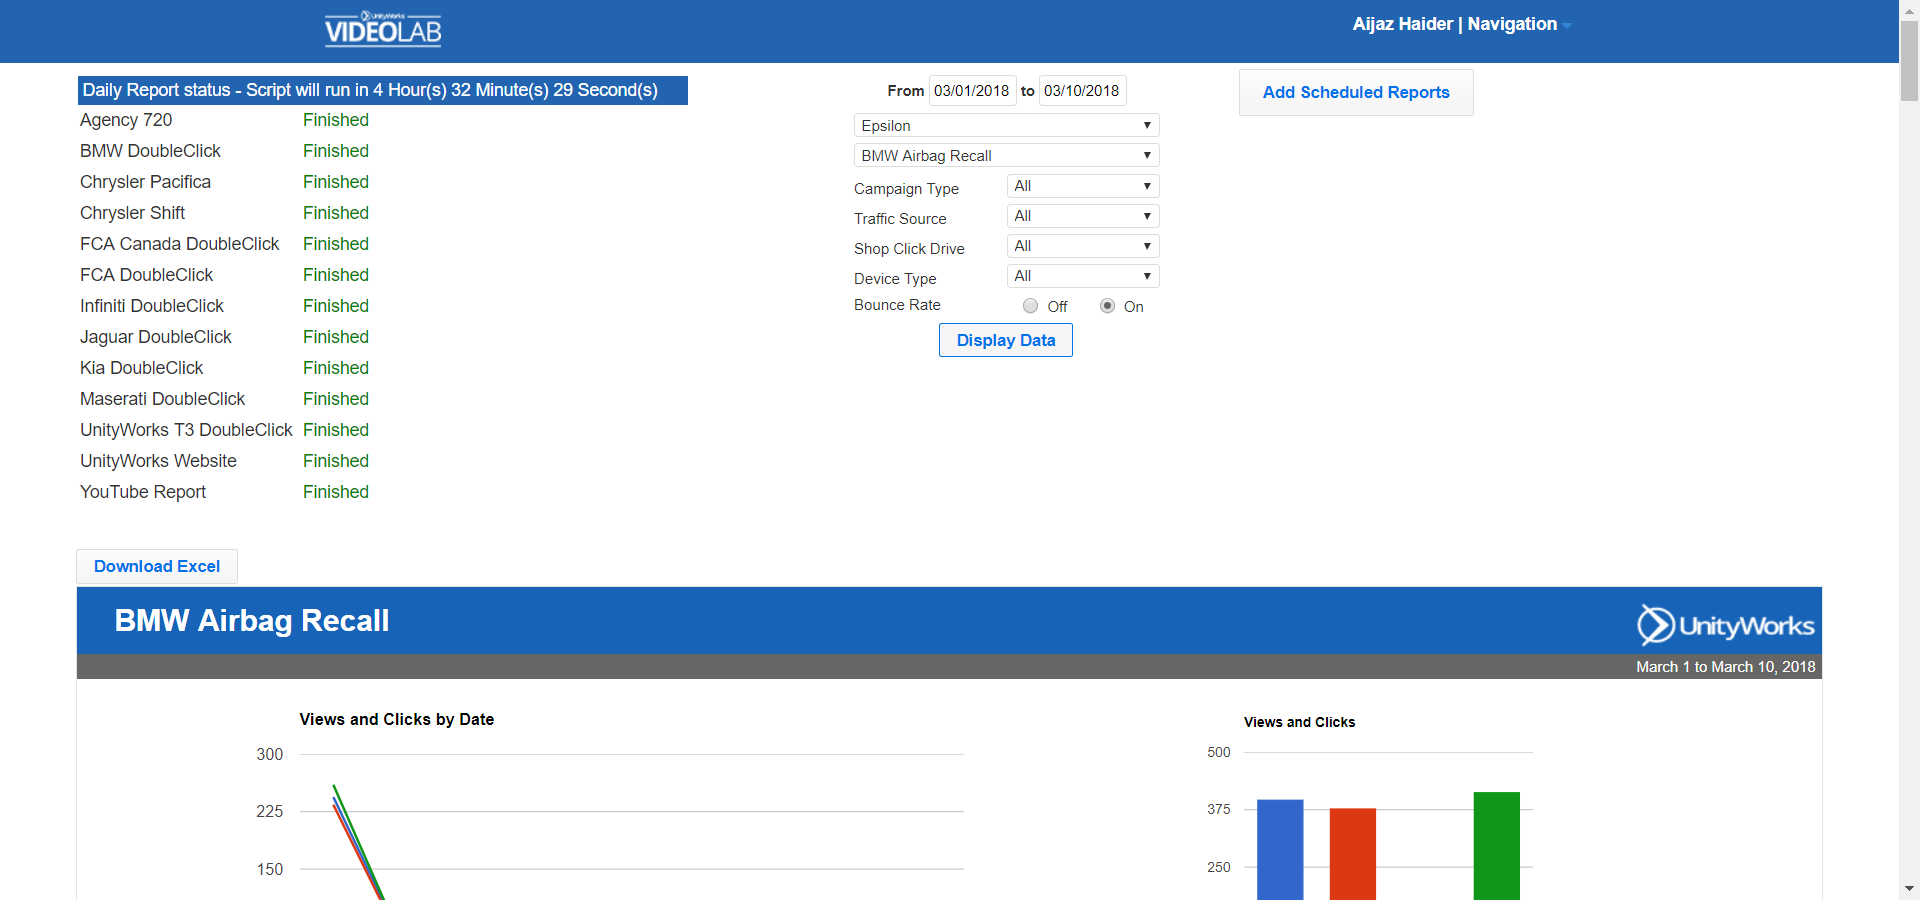 UnityWorks
VIDEOLAB
Aijaz Haider | Navigation
Daily Report status - Script will run in 4 Hour(s) 32 Minute(s) 29 Second(s)
Agency 720 Finished
BMW DoubleClick Finished
Chrysler Pacifica Finished
Chrysler Shift Finished
FCA Canada DoubleClick Finished
FCA DoubleClick Finished
Infiniti DoubleClick Finished
Jaguar DoubleClick Finished
Kia DoubleClick Finished
Maserati DoubleClick Finished
UnityWorks T3 DoubleClick Finished
UnityWorks Website Finished
YouTube Report Finished
From 03/01/2018 to 03/10/2018
Epsilon
BMW Airbag Recall
Campaign Type All
Traffic Source All
Shop Click Drive All
Device Type All
Bounce Rate Off On
Display Data
Add Scheduled Reports
Download Excel
BMW Airbag Recall
UnityWorks
March 1 to March 10, 2018
Views and Clicks by Date
300
225
150
Views and Clicks
500
375
250